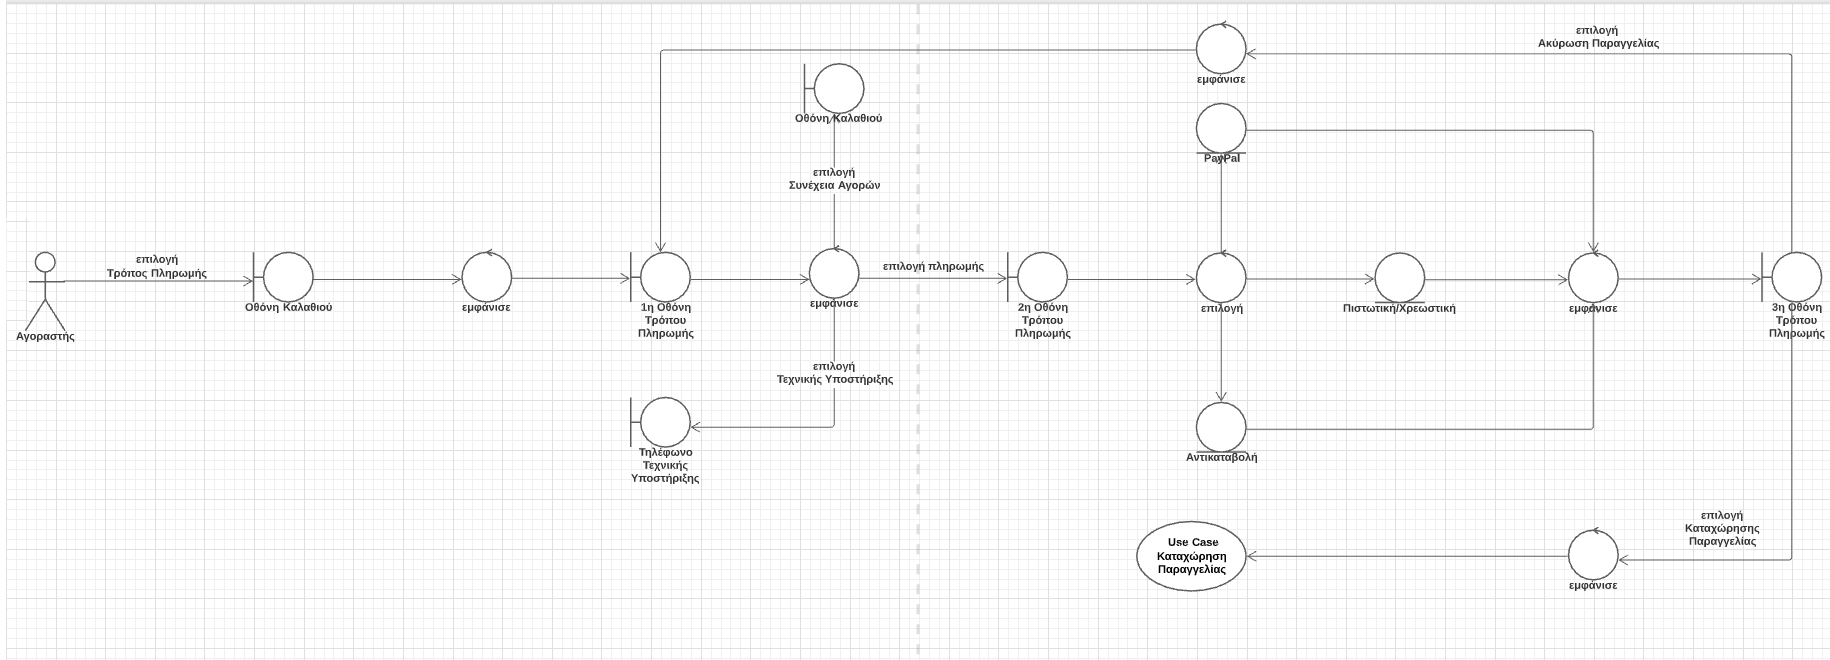 επιλογή
Ακύρωση Παραγγελίας
εμφάνισε
Οθόνη Καλαθιού
PayPal
επιλογή
Συνέχεια Αγορών
επιλογή
Τρόπος Πληρωμής
επιλογή πληρωμής
Αγοραστής
Οθόνη Καλαθιού
εμφάνισε
1η Οθόνη
Τρόπου
Πληρωμής
εμφάνισε
2η Οθόνη
Τρόπου
Πληρωμής
επιλογή
Πιστωτική/Χρεωστική
εμφάνισε
3η Οθόνη
Τρόπου
Πληρωμής
επιλογή
Τεχνικής Υποστήριξης
Τηλέφωνο
Τεχνικής
Υποστήριξης
Αντικαταβολή
επιλογή
Καταχώρησης
Παραγγελίας
Use Case
Καταχώρηση
Παραγγελίας
εμφάνισε